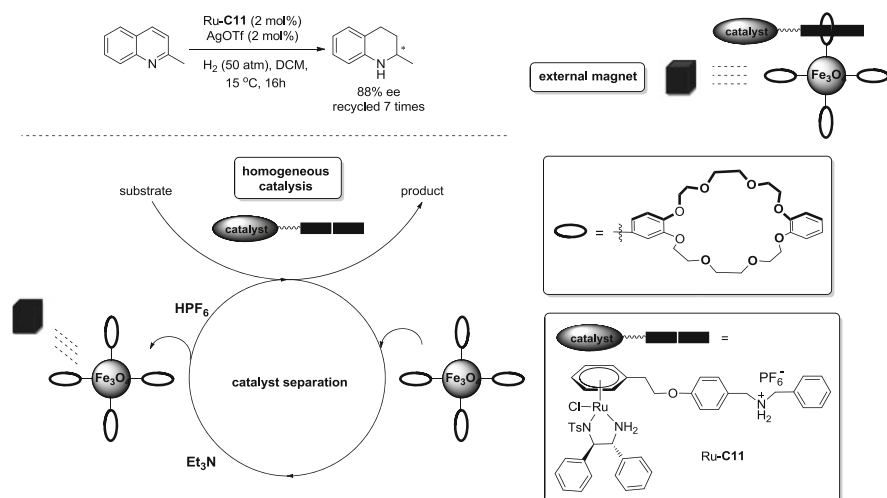 Ru-C11 (2 mol%)
AgOTf (2 mol%)
H2 (50 atm), DCM,
15 °C, 16h
N
N
H
*
88% ee
recycled 7 times
catalyst
external magnet
Fe3O
homogeneous
catalysis
substrate
product
catalyst
HPF6
Fe3O
catalyst separation
Fe3O
Et3N
=
O
O
O
O
O
O
O
O
catalyst
=
Cl
Ru
TsN
NH2
O
N
H2
+
PF6-
Ru-C11